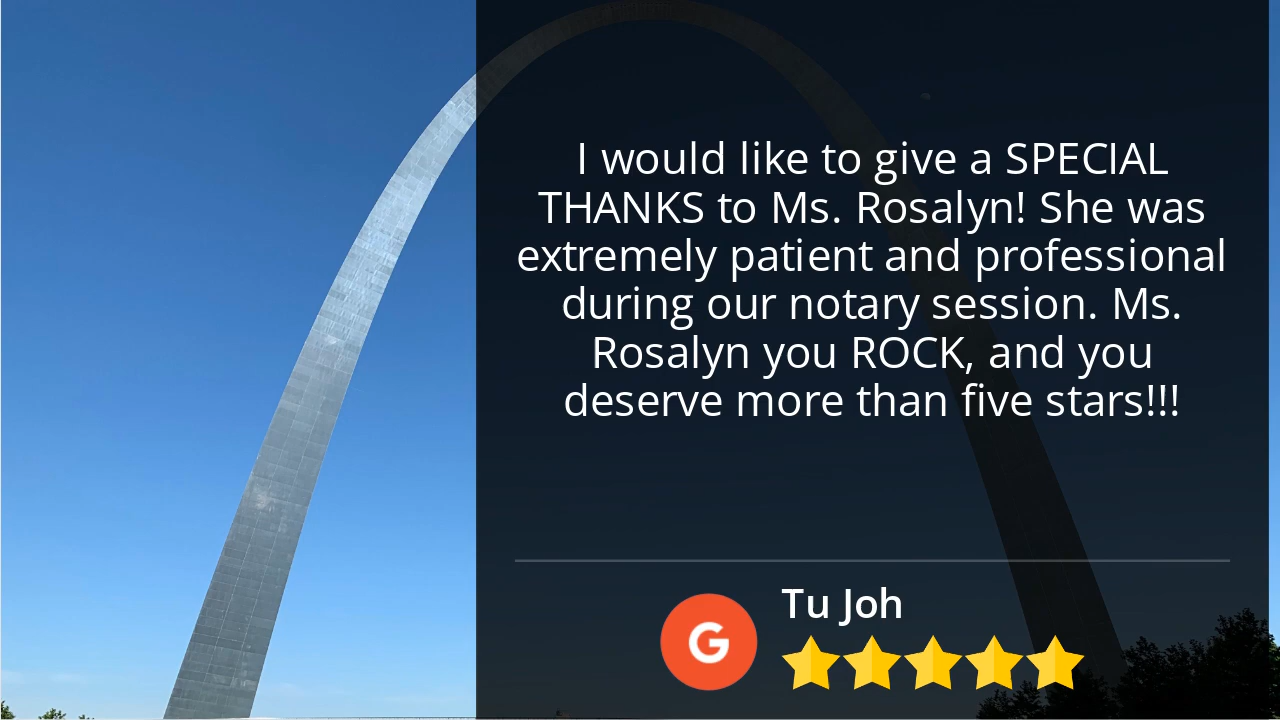 I would like to give a SPECIAL
THANKS to Ms. Rosalyn! She was
extremely patient and professional
during our notary session. Ms.
Rosalyn you ROCK, and you
deserve more than five stars!!!
Tu Joh
G